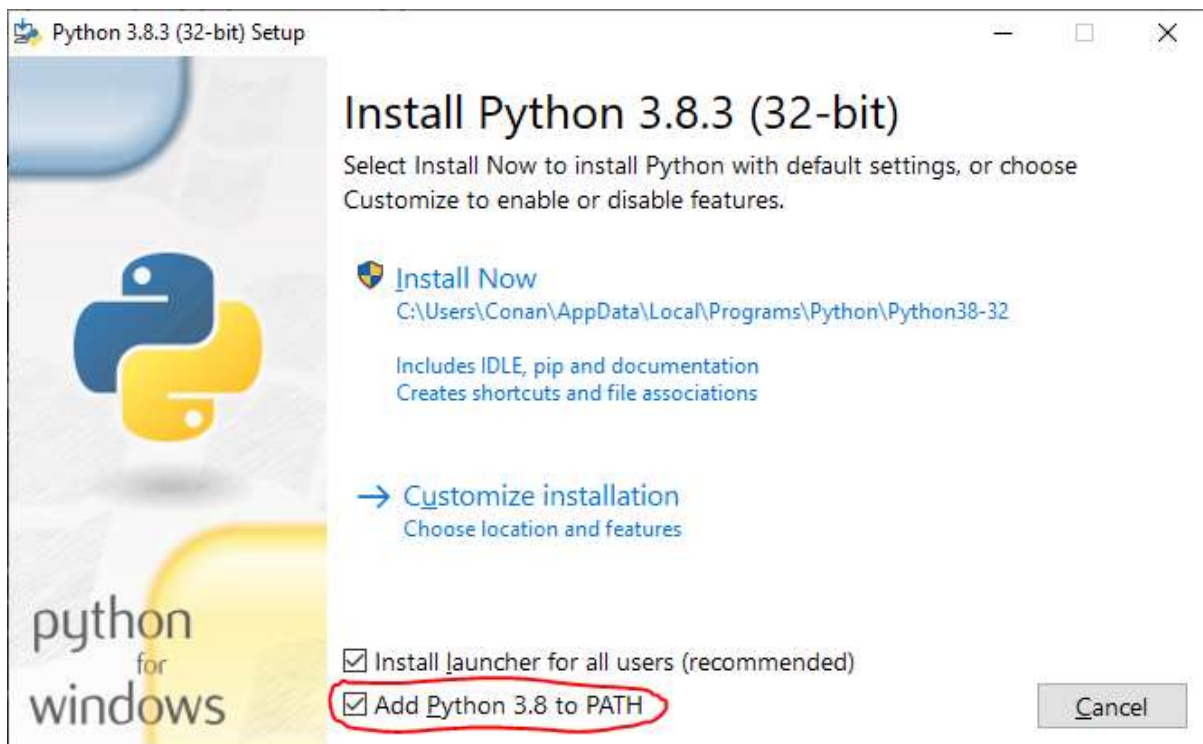 Python 3.8.3 (32-bit) Setup
Install Python 3.8.3 (32-bit)
Select Install Now to install Python with default settings, or choose
Customize to enable or disable features.
Install Now
C:\Users\Conan\AppData\Local\Programs\Python\Python38-32
Includes IDLE, pip and documentation
Creates shortcuts and file associations
Customize installation
Choose location and features
python
for
windows
Install launcher for all users (recommended)
Add Python 3.8 to PATH
Cancel